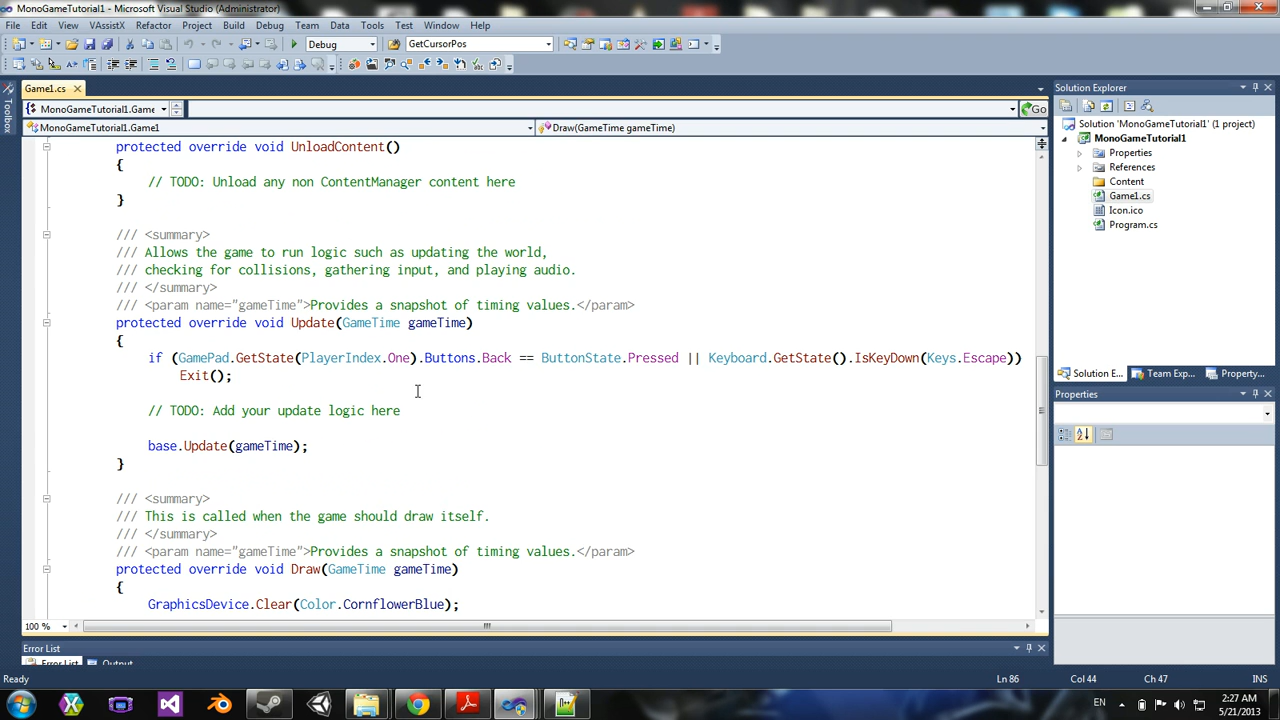 MonoGameTutorial1 - Microsoft Visual Studio (Administrator)
File Edit View VAssistX Refactor Project Build Debug Team Data Tools Test Window Help
Debug GetCursorPos
Game1.cs
MonoGameTutorial1.Game Go
MonoGameTutorial1.Game1 Draw(GameTime gameTime)
Toolbox
protected override void UnloadContent()
{
// TODO: Unload any non ContentManager content here
}
/// <summary>
/// Allows the game to run logic such as updating the world,
/// checking for collisions, gathering input, and playing audio.
/// </summary>
/// <param name="gameTime">Provides a snapshot of timing values.</param>
protected override void Update(GameTime gameTime)
{
if (GamePad.GetState(PlayerIndex.One).Buttons.Back == ButtonState.Pressed || Keyboard.GetState().IsKeyDown(Keys.Escape))
Exit();
// TODO: Add your update logic here
base.Update(gameTime);
}
/// <summary>
/// This is called when the game should draw itself.
/// </summary>
/// <param name="gameTime">Provides a snapshot of timing values.</param>
protected override void Draw(GameTime gameTime)
{
GraphicsDevice.Clear(Color.CornflowerBlue);
100 %
Error List
Error List Output
Solution Explorer
Solution 'MonoGameTutorial1' (1 project)
MonoGameTutorial1
Properties
References
Content
Game1.cs
Icon.ico
Program.cs
Solution E... Team Exp... Property...
Properties
Ready Ln 86 Col 44 Ch 47 INS
EN 2:27 AM
5/21/2013